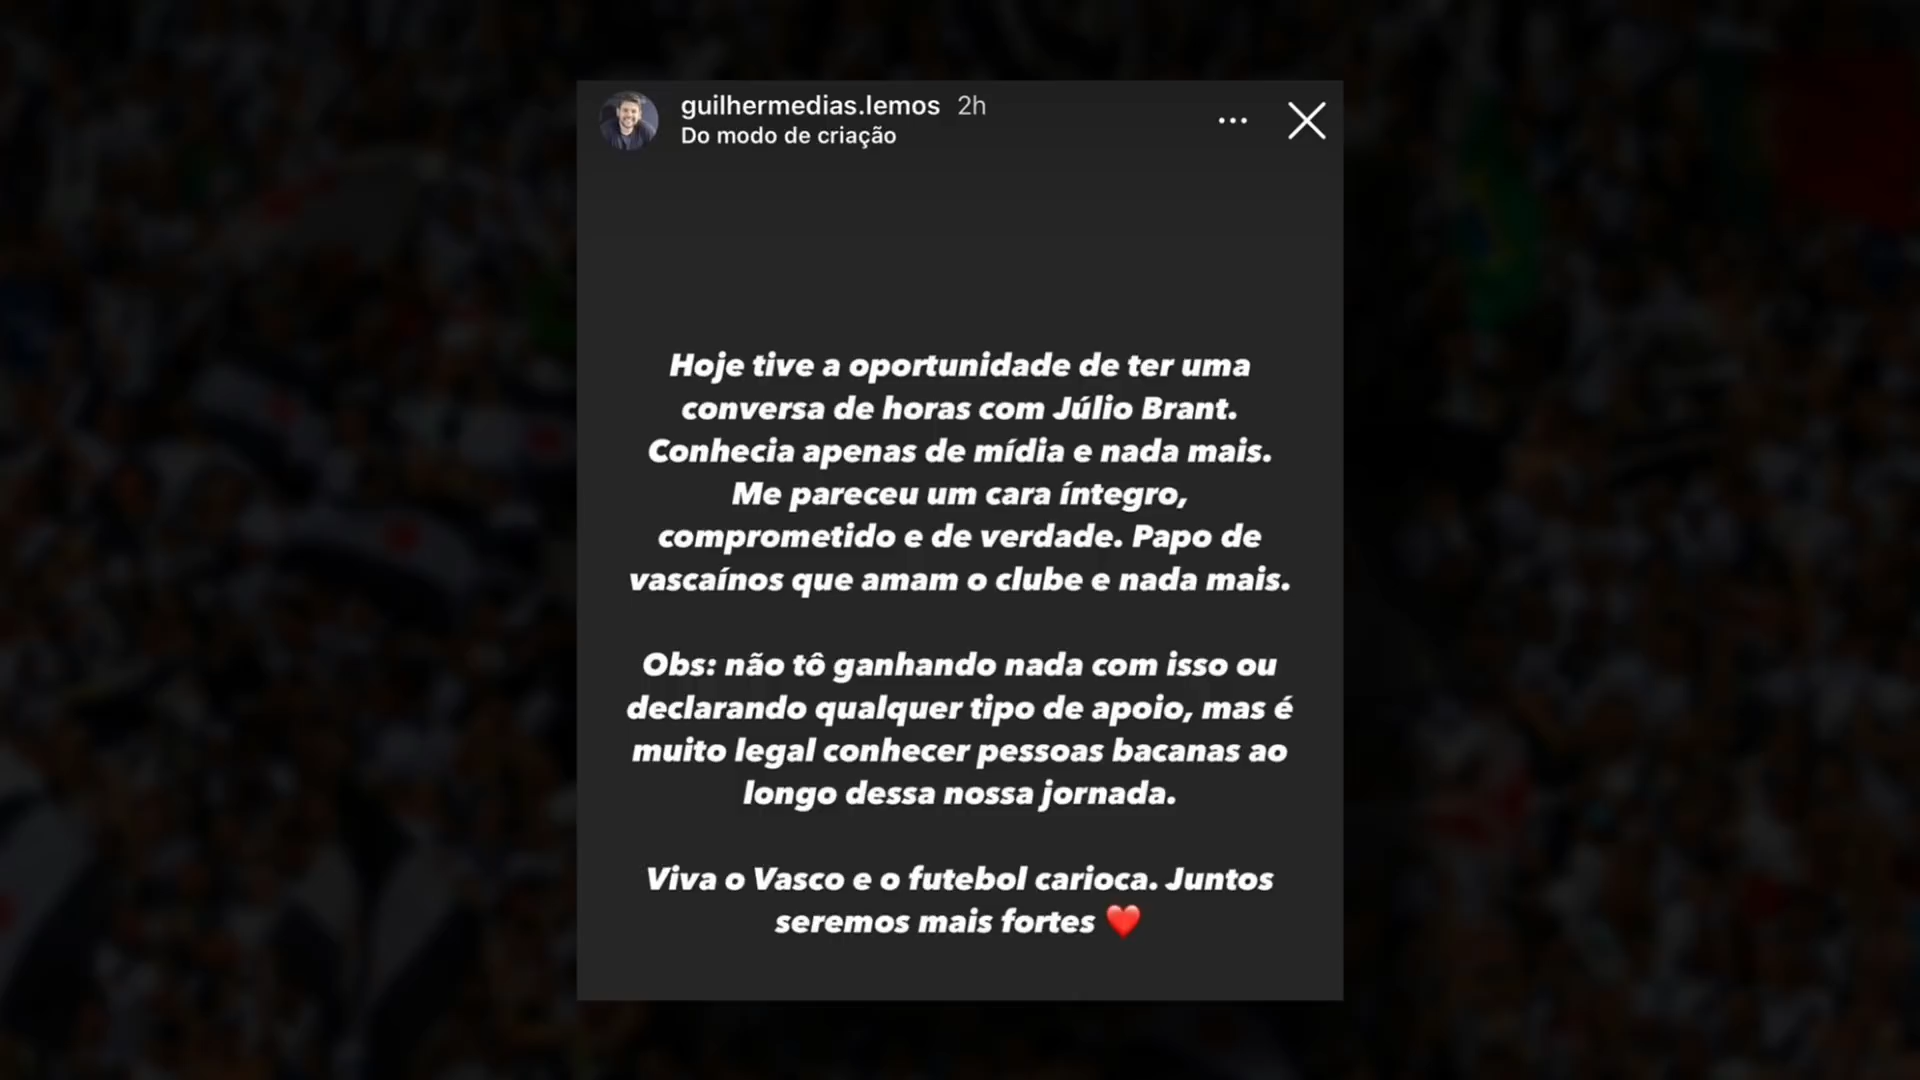 guilhermedias.lemos 2h
Do modo de criação
Hoje tive a oportunidade de ter uma
conversa de horas com Júlio Brant.
Conhecia apenas de mídia e nada mais.
Me pareceu um cara íntegro,
comprometido e de verdade. Papo de
vascaínos que amam o clube e nada mais.
Obs: não tô ganhando nada com isso ou
declarando qualquer tipo de apoio, mas é
muito legal conhecer pessoas bacanas ao
longo dessa nossa jornada.
Viva o Vasco e o futebol carioca. Juntos
seremos mais fortes ❤️